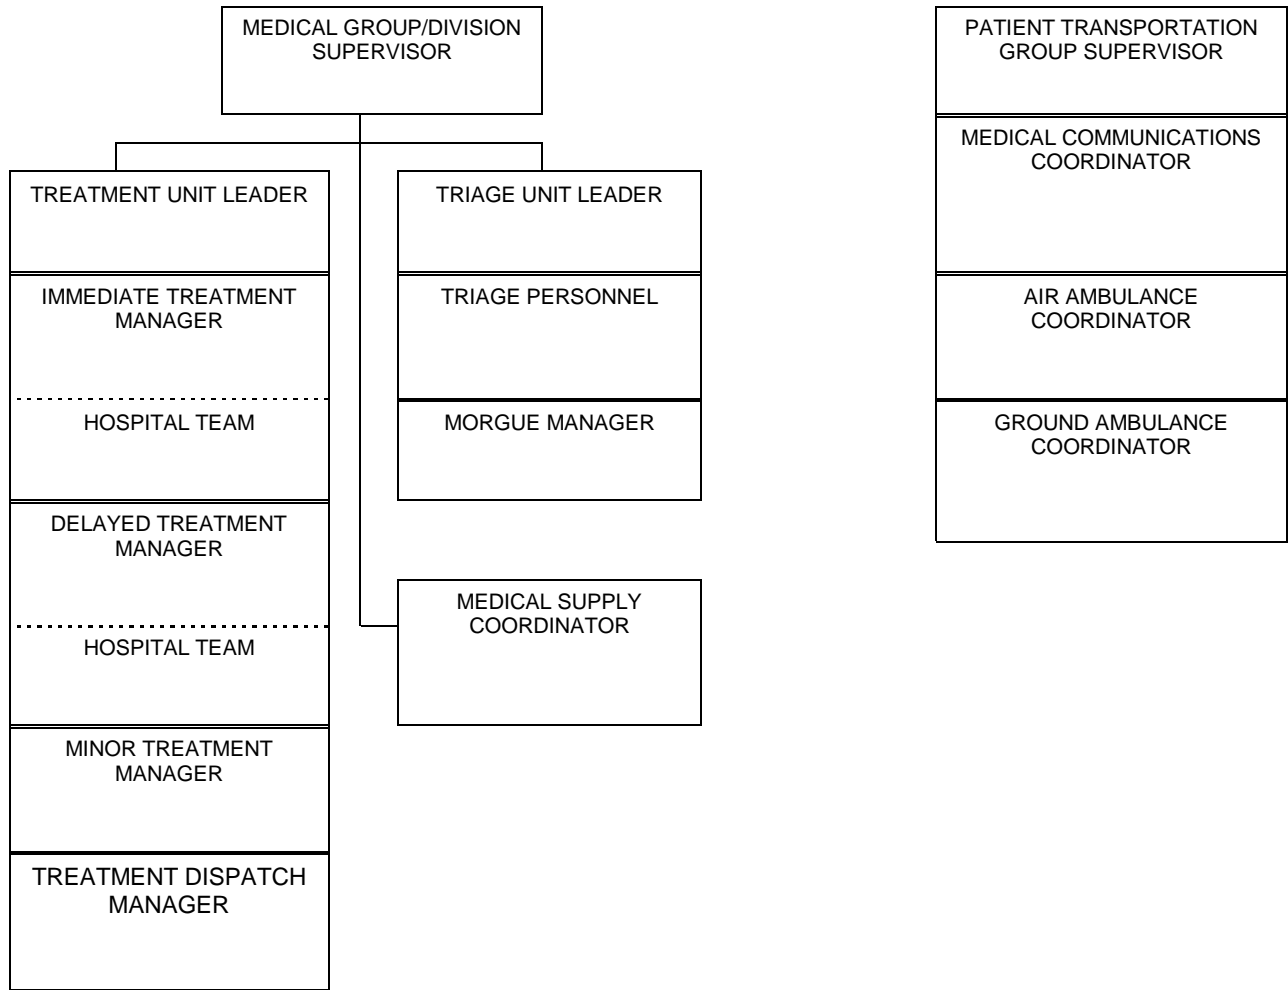 MEDICAL GROUP/DIVISION
SUPERVISOR
TREATMENT UNIT LEADER
IMMEDIATE TREATMENT
MANAGER
HOSPITAL TEAM
DELAYED TREATMENT
MANAGER
HOSPITAL TEAM
MINOR TREATMENT
MANAGER
TREATMENT DISPATCH
MANAGER
TRIAGE UNIT LEADER
TRIAGE PERSONNEL
MORGUE MANAGER
MEDICAL SUPPLY
COORDINATOR
PATIENT TRANSPORTATION
GROUP SUPERVISOR
MEDICAL COMMUNICATIONS
COORDINATOR
AIR AMBULANCE
COORDINATOR
GROUND AMBULANCE
COORDINATOR